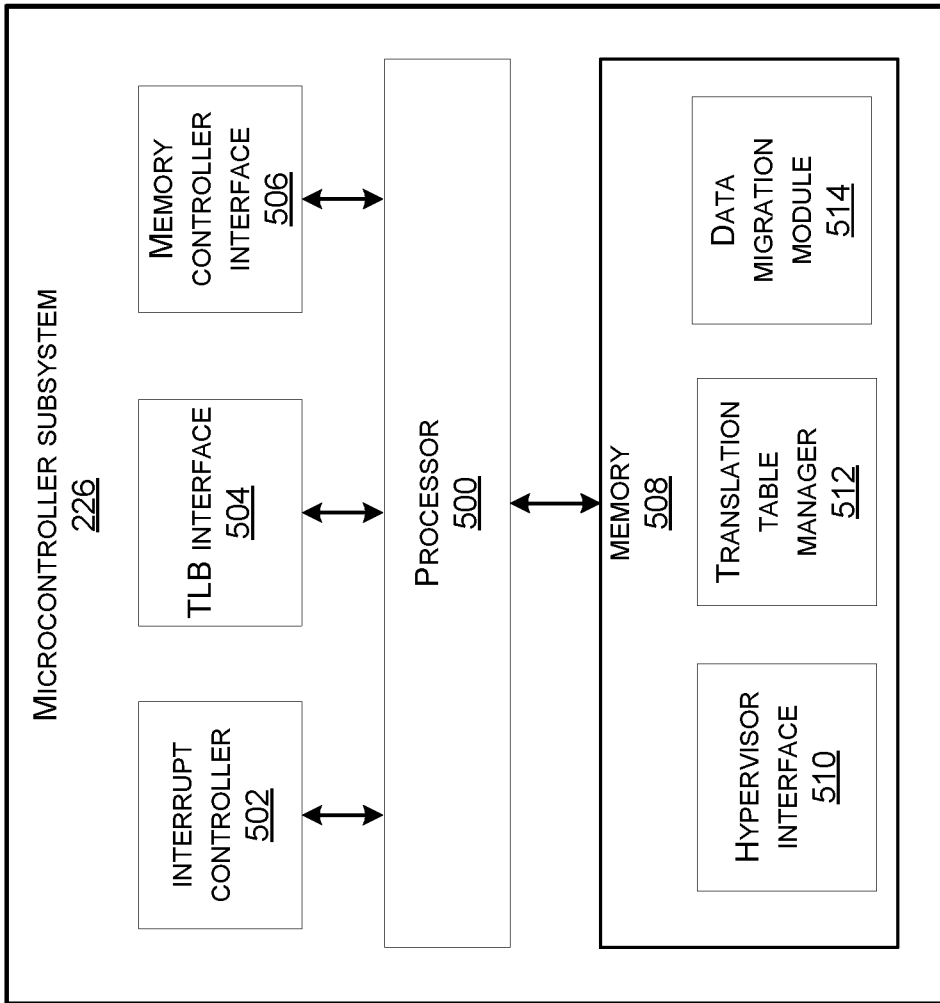 MICROCONTROLLER SUBSYSTEM
226
INTERRUPT
CONTROLLER
502
TLB INTERFACE
504
MEMORY
CONTROLLER
INTERFACE
506
PROCESSOR
500
MEMORY
508
HYPERVISOR
INTERFACE
510
TRANSLATION
TABLE
MANAGER
512
DATA
MIGRATION
MODULE
514